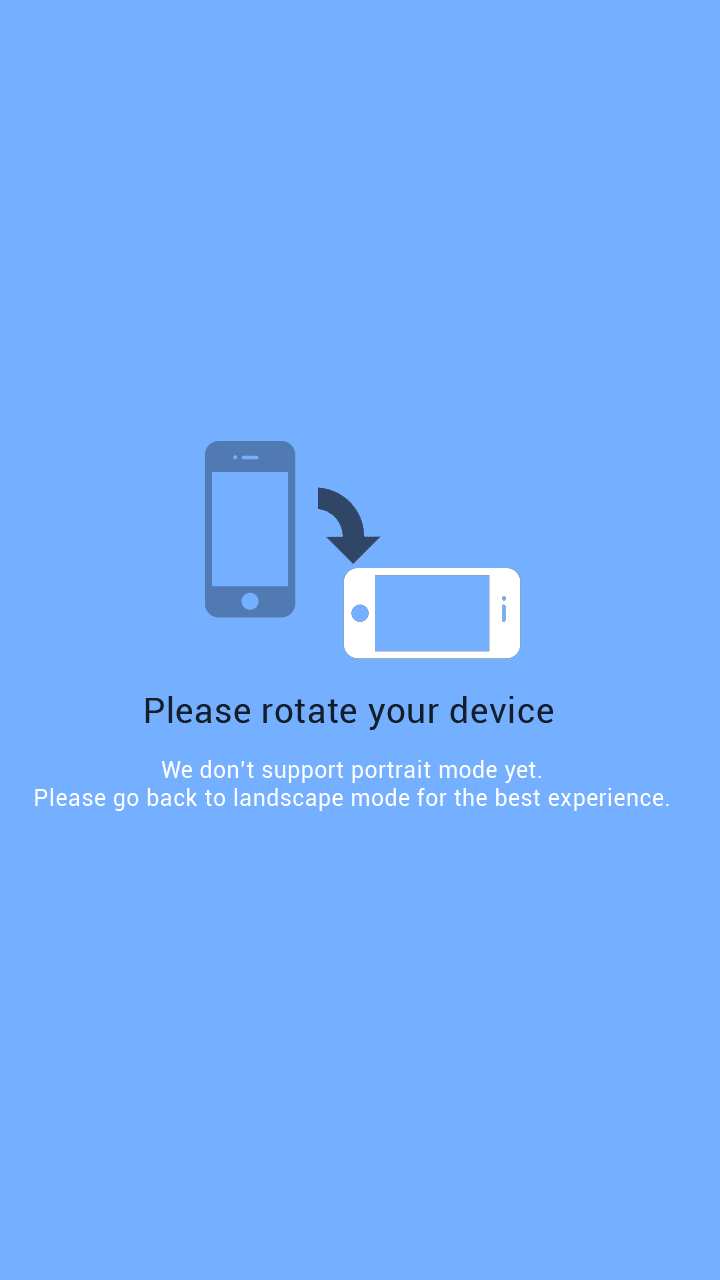 Please rotate your device
We don't support portrait mode yet.
Please go back to landscape mode for the best experience.